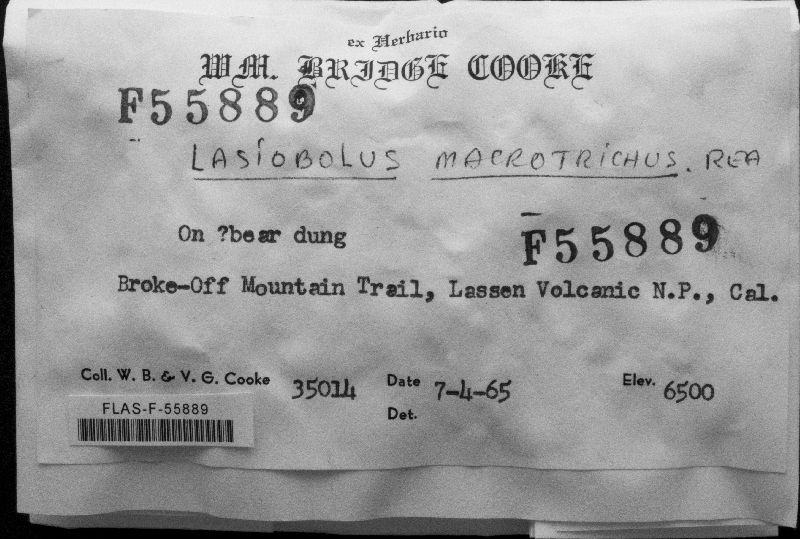 ex Herbario
WM. BRIDGE COOKE
F55889
LASIOBOLUS MACROTRICHUS. REA
On ?bear dung
F55889
Broke-Off Mountain Trail, Lassen Volcanic N.P., Cal.
Coll. W. B. & V. G. Cooke 35014 Date 7-4-65 Elev. 6500
Det.
FLAS-F-55889